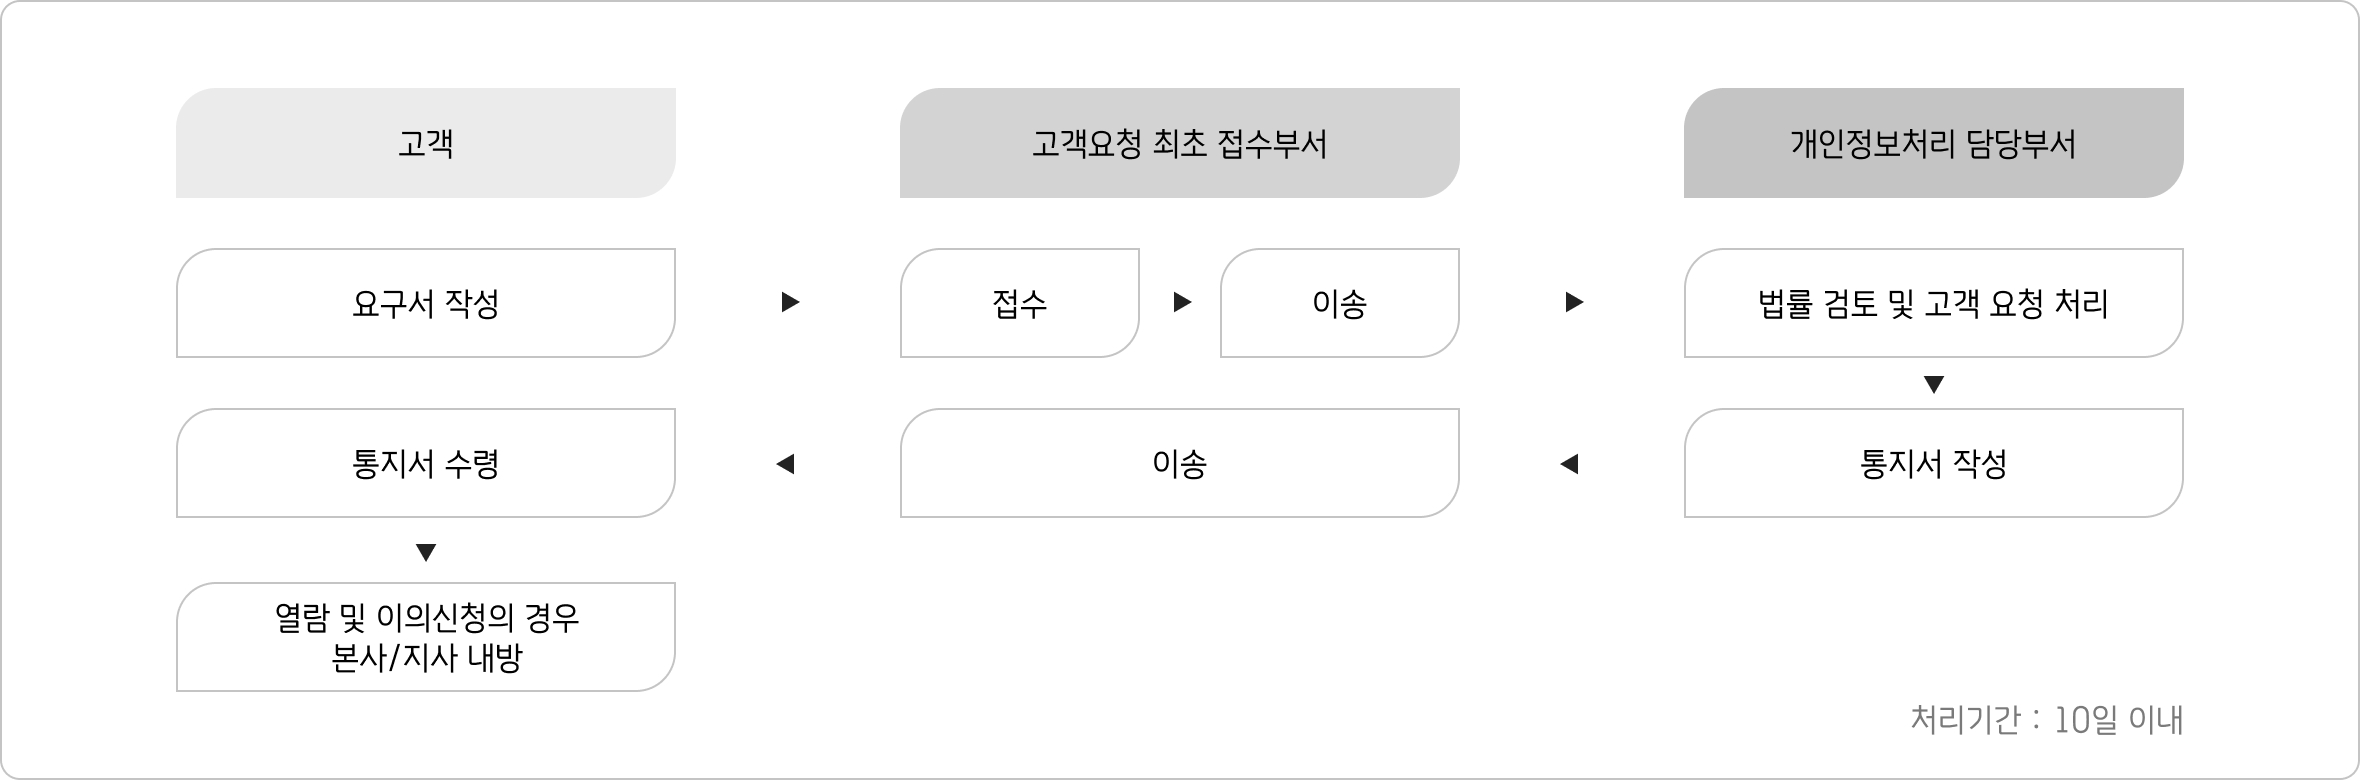 고객
고객요청 최초 접수부서
개인정보처리 담당부서
요구서 작성
접수
이송
법률 검토 및 고객 요청 처리
통지서 수령
이송
통지서 작성
열람 및 이의신청의 경우
본사/지사 내방
처리기간 : 10일 이내